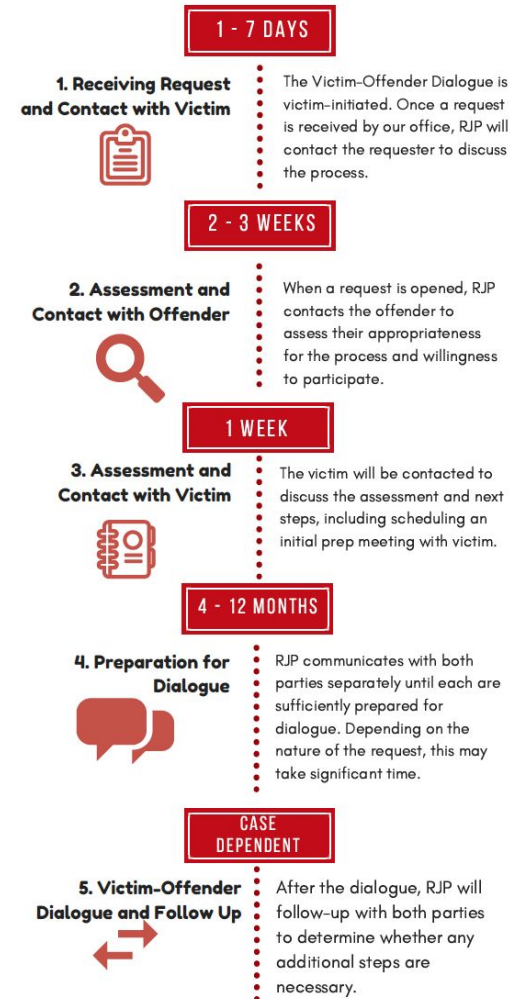 1 - 7 DAYS
1. Receiving Request
and Contact with Victim
The Victim-Offender Dialogue is
victim-initiated. Once a request
is received by our office, RJP will
contact the requester to discuss
the process.
2 - 3 WEEKS
2. Assessment and
Contact with Offender
When a request is opened, RJP
contacts the offender to
assess their appropriateness
for the process and willingness
to participate.
1 WEEK
3. Assessment and
Contact with Victim
The victim will be contacted to
discuss the assessment and next
steps, including scheduling an
initial prep meeting with victim.
4 - 12 MONTHS
4. Preparation for
Dialogue
RJP communicates with both
parties separately until each are
sufficiently prepared for
dialogue. Depending on the
nature of the request, this may
take significant time.
CASE
DEPENDENT
5. Victim-Offender
Dialogue and Follow Up
After the dialogue, RJP will
follow-up with both parties
to determine whether any
additional steps are
necessary.